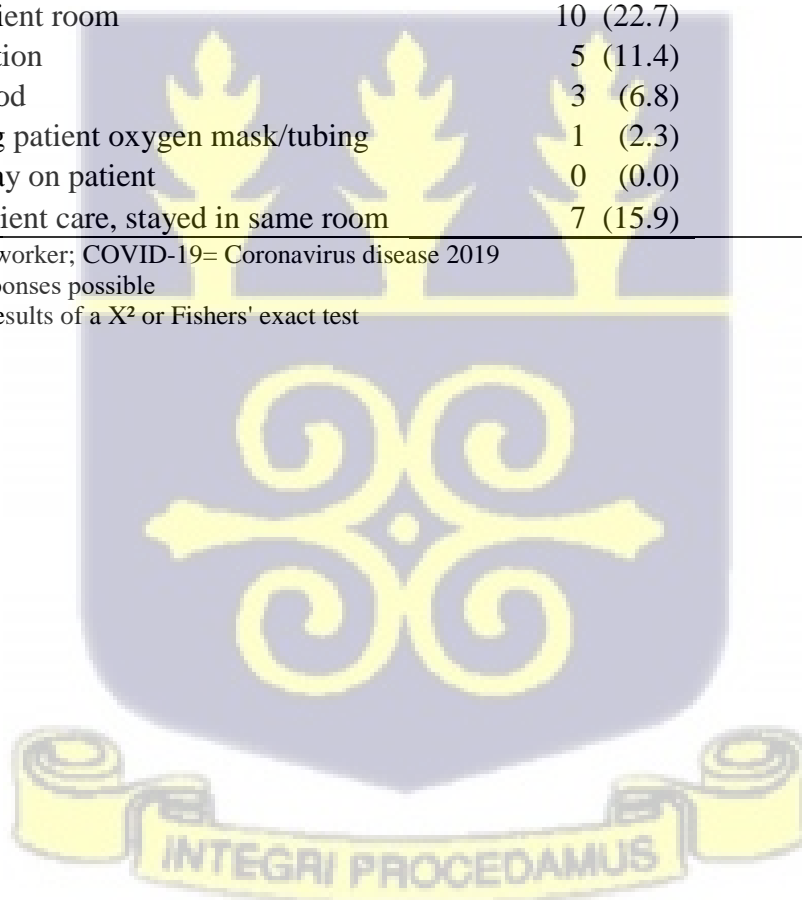 ient room 10 (22.7)
tion 5 (11.4)
od 3 (6.8)
g patient oxygen mask/tubing 1 (2.3)
ay on patient 0 (0.0)
ient care, stayed in same room 7 (15.9)
worker; COVID-19= Coronavirus disease 2019
onses possible
esults of a X² or Fishers' exact test
INTEGRI PROCEDAMUS